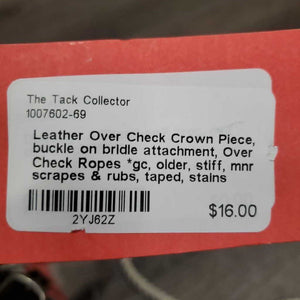 The Tack Collector
1007602-69
Leather Over Check Crown Piece,
buckle on bridle attachment, Over
Check Ropes *gc, older, stiff, mnr
scrapes & rubs, taped, stains
2YJ62Z
$16.00